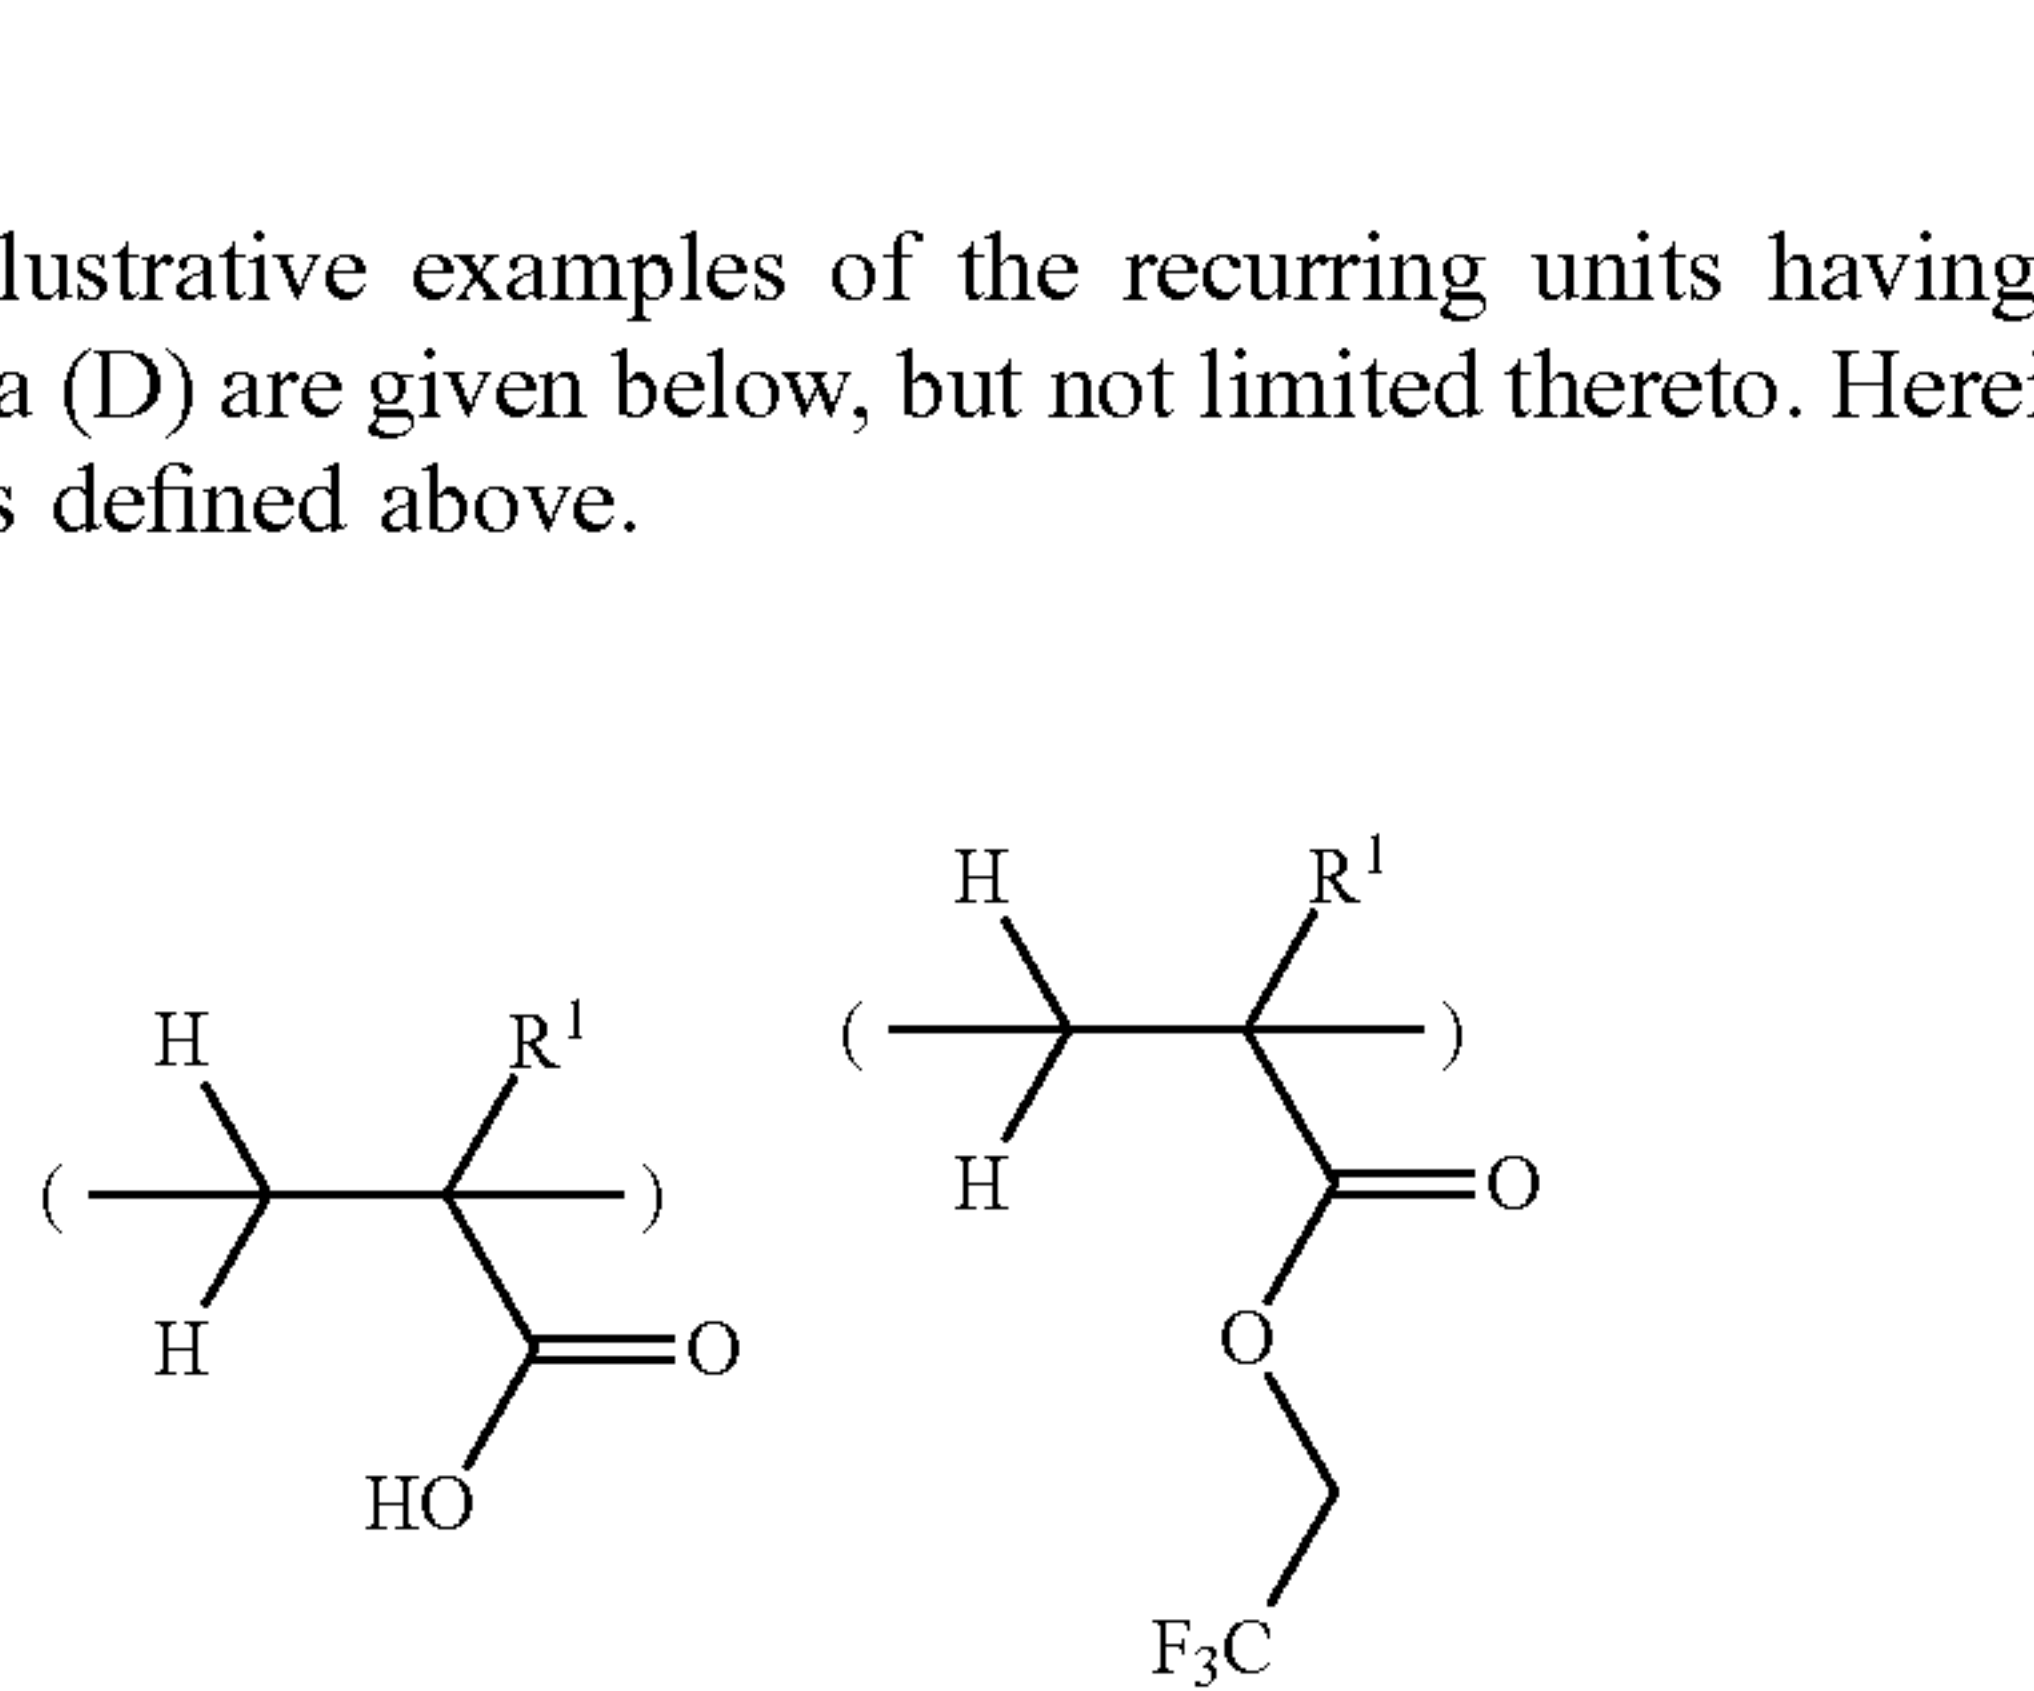 lustrative examples of the recurring units having
a (D) are given below, but not limited thereto. Herei
s defined above.
H R¹
( )
H R¹
H O
( )
O
H O
HO
F₃C